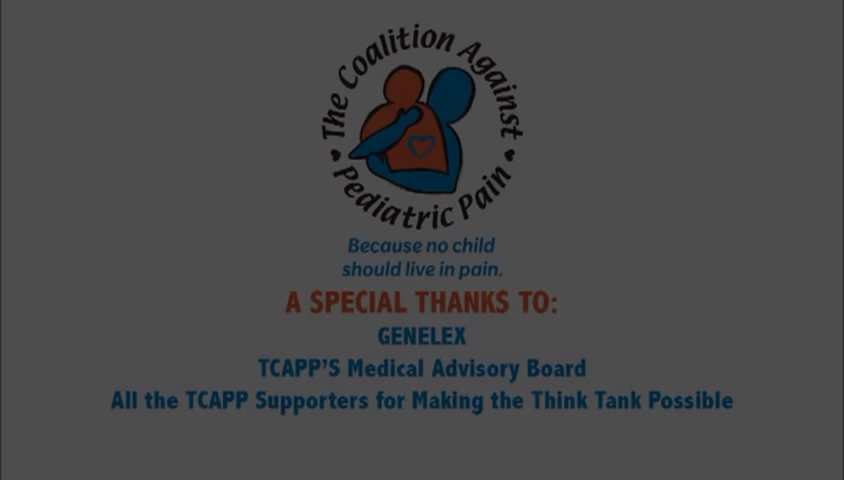 The Coalition Against
Pediatric Pain
Because no child
should live in pain.
A SPECIAL THANKS TO:
GENELEX
TCAPP'S Medical Advisory Board
All the TCAPP Supporters for Making the Think Tank Possible